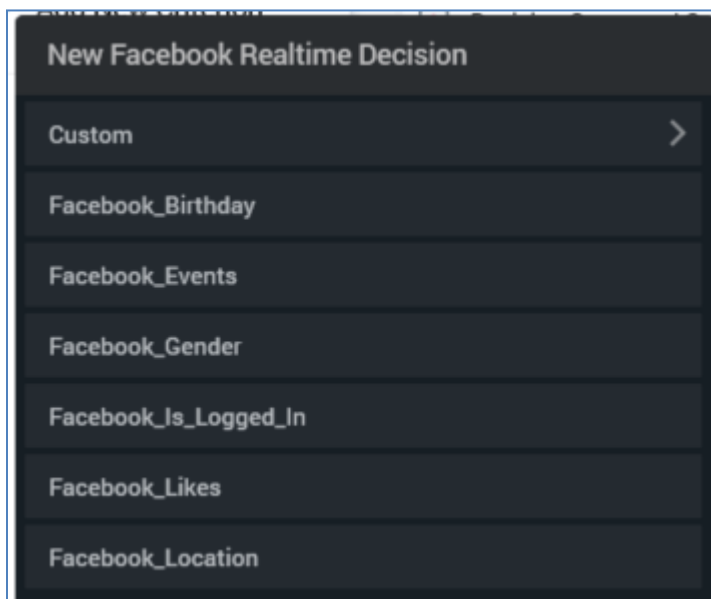 New Facebook Realtime Decision
Custom
Facebook_Birthday
Facebook_Events
Facebook_Gender
Facebook_Is_Logged_In
Facebook_Likes
Facebook_Location